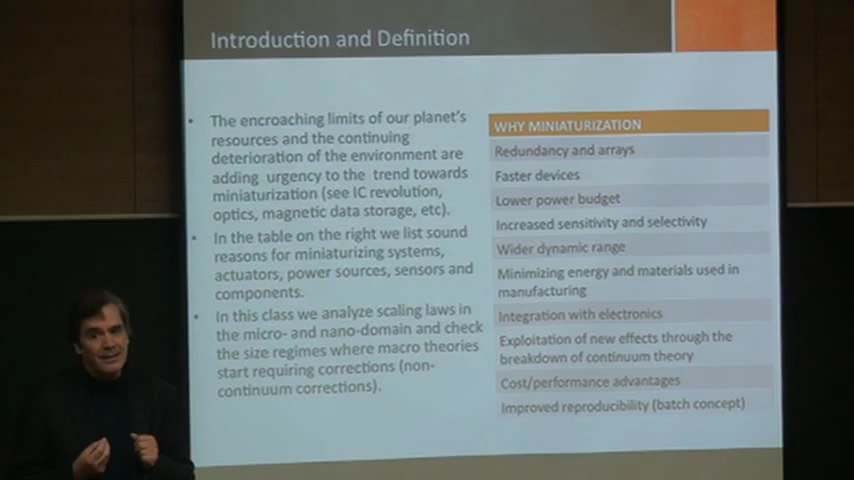 Introduction and Definition
• The encroaching limits of our planet's
resources and the continuing
deterioration of the environment are
adding urgency to the trend towards
miniaturization (see IC revolution,
optics, magnetic data storage, etc).
• In the table on the right we list sound
reasons for miniaturizing systems,
actuators, power sources, sensors and
components.
• In this class we analyze scaling laws in
the micro- and nano-domain and check
the size regimes where macro theories
start requiring corrections (non-
continuum corrections).
WHY MINIATURIZATION
Redundancy and arrays
Faster devices
Lower power budget
Increased sensitivity and selectivity
Wider dynamic range
Minimizing energy and materials used in
manufacturing
Integration with electronics
Exploitation of new effects through the
breakdown of continuum theory
Cost/performance advantages
Improved reproducibility (batch concept)